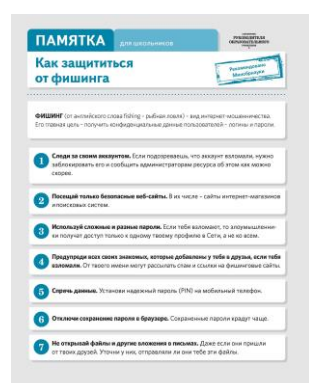 ПАМЯТКА для школьников
РУКОВОДИТЕЛЯ
ОБРАЗОВАТЕЛЬНОГО
Как защититься
от фишинга
Рекомендовано
Минобрнауки
ФИШИНГ (от английского слова fishing – рыбная ловля) – вид интернет-мошенничества.
Его главная цель – получить конфиденциальные данные пользователей – логины и пароли
1 Следи за своим аккаунтом. Если подозреваешь, что аккаунт взломали, нужно
заблокировать его и сообщить администраторам ресурса об этом как можно
скорее.
2 Посещай только безопасные веб-сайты. В их числе – сайты интернет-магазинов
и поисковых систем.
3 Используй сложные и разные пароли. Если тебя взломают, то злоумышленни-
ки получат доступ только к одному твоему профилю в Сети, а не ко всем.
4 Предупреди всех своих знакомых, которые добавлены у тебя в друзья, если тебя
взломали. От твоего имени могут рассылать спам и ссылки на фишинговые сайты.
5 Спрячь данные. Установи надежный пароль (PIN) на мобильный телефон.
6 Отключи сохранение пароля в браузере. Сохраненные пароли крадут чаще.
7 Не открывай файлы и другие вложения в письмах. Даже если они пришли
от твоих друзей. Уточни у них, отправляли ли они тебе эти файлы.